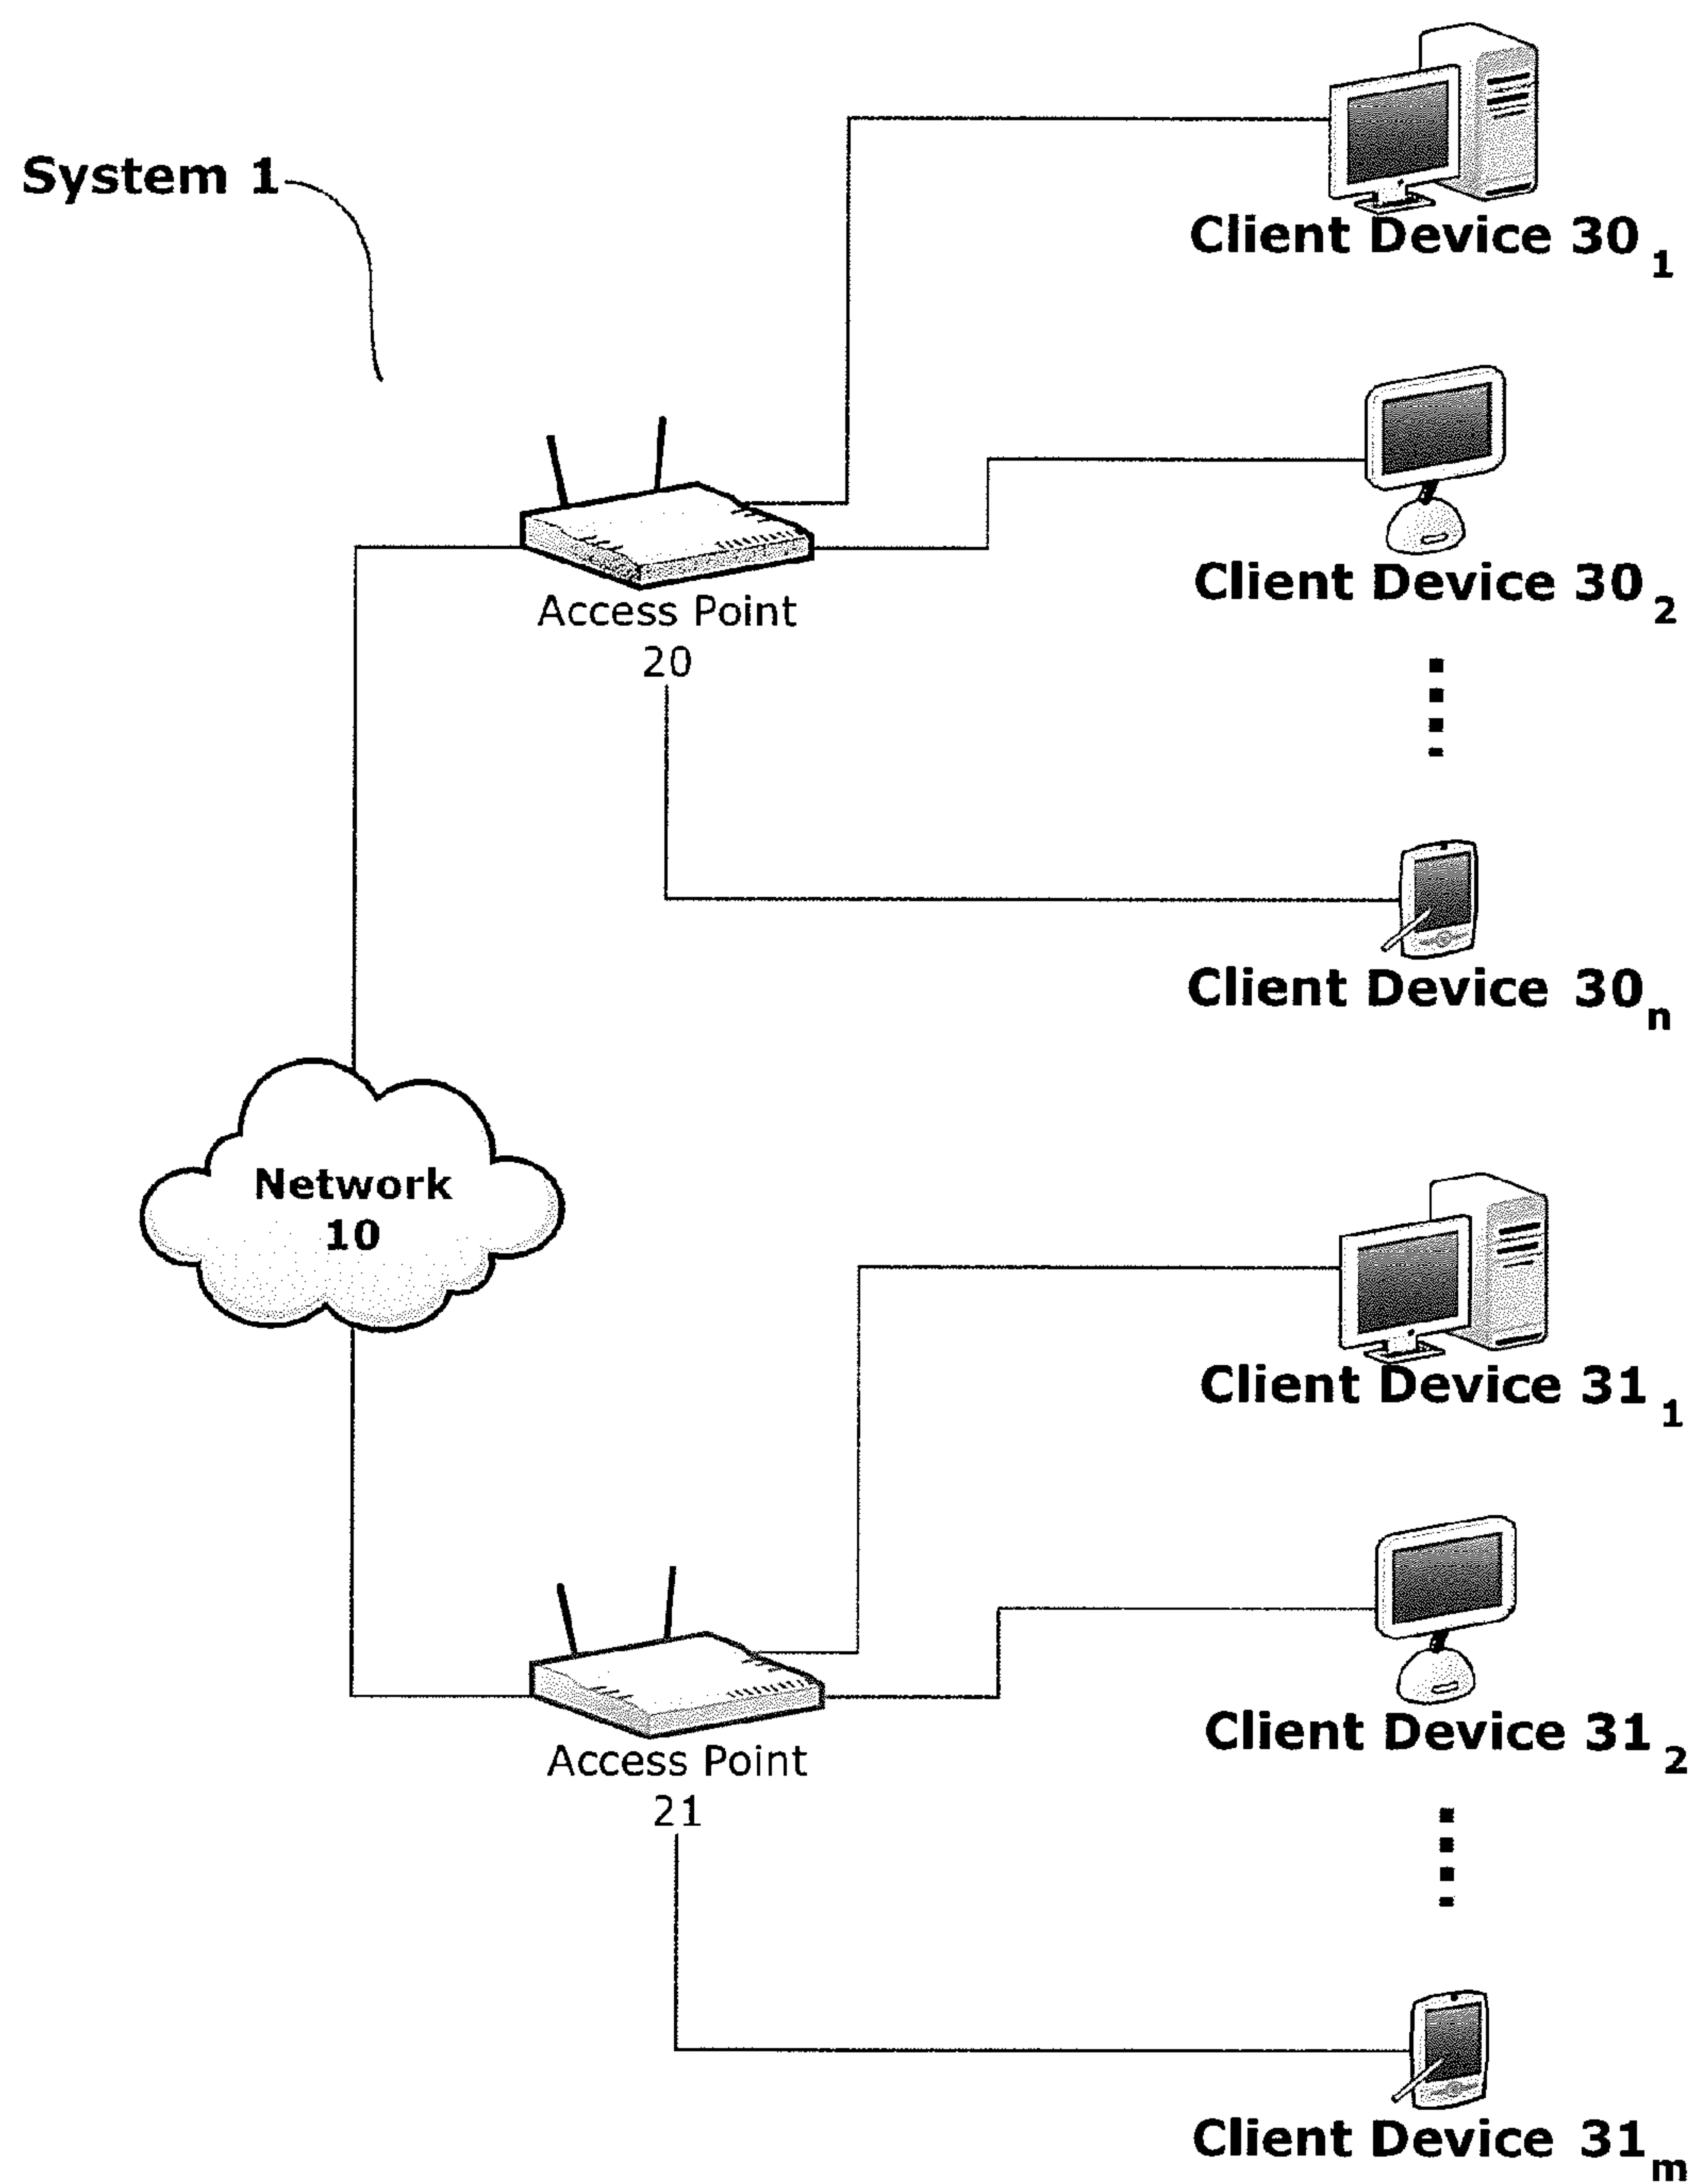 System 1
Client Device 30 1
Client Device 30 2
Access Point
20
Client Device 30 n
Network
10
Client Device 31 1
Client Device 31 2
Access Point
21
Client Device 31 m